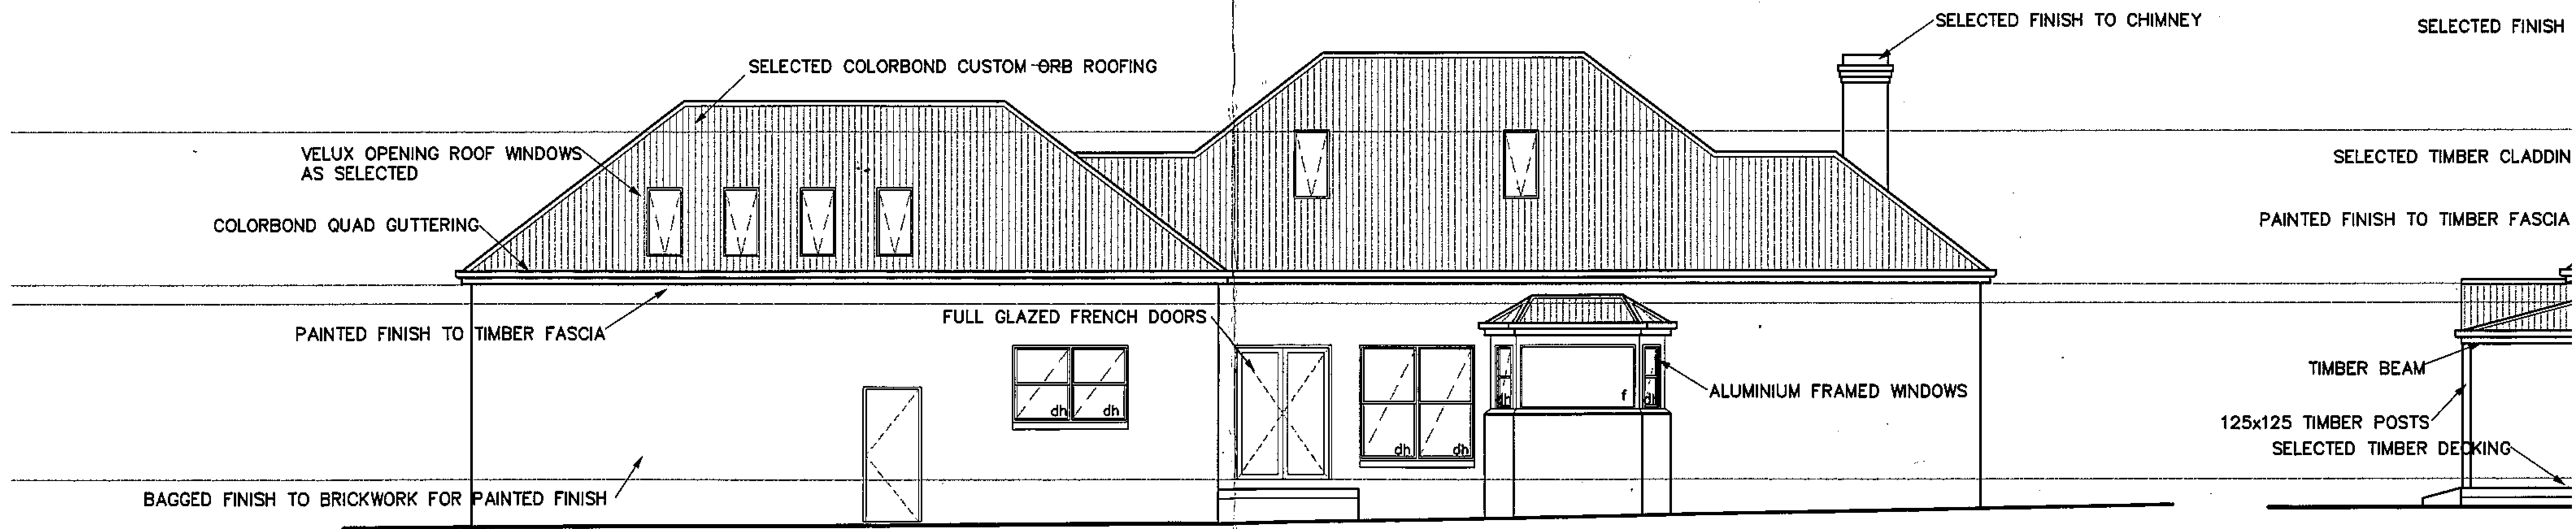 SELECTED FINISH TO CHIMNEY
SELECTED FINISH
SELECTED COLORBOND CUSTOM ORB ROOFING
VELUX OPENING ROOF WINDOWS
AS SELECTED
SELECTED TIMBER CLADDIN
COLORBOND QUAD GUTTERING
PAINTED FINISH TO TIMBER FASCIA
PAINTED FINISH TO TIMBER FASCIA
FULL GLAZED FRENCH DOORS
TIMBER BEAM
ALUMINIUM FRAMED WINDOWS
dh dh
dh f dh
dh dh
125x125 TIMBER POSTS
SELECTED TIMBER DECKING
BAGGED FINISH TO BRICKWORK FOR PAINTED FINISH